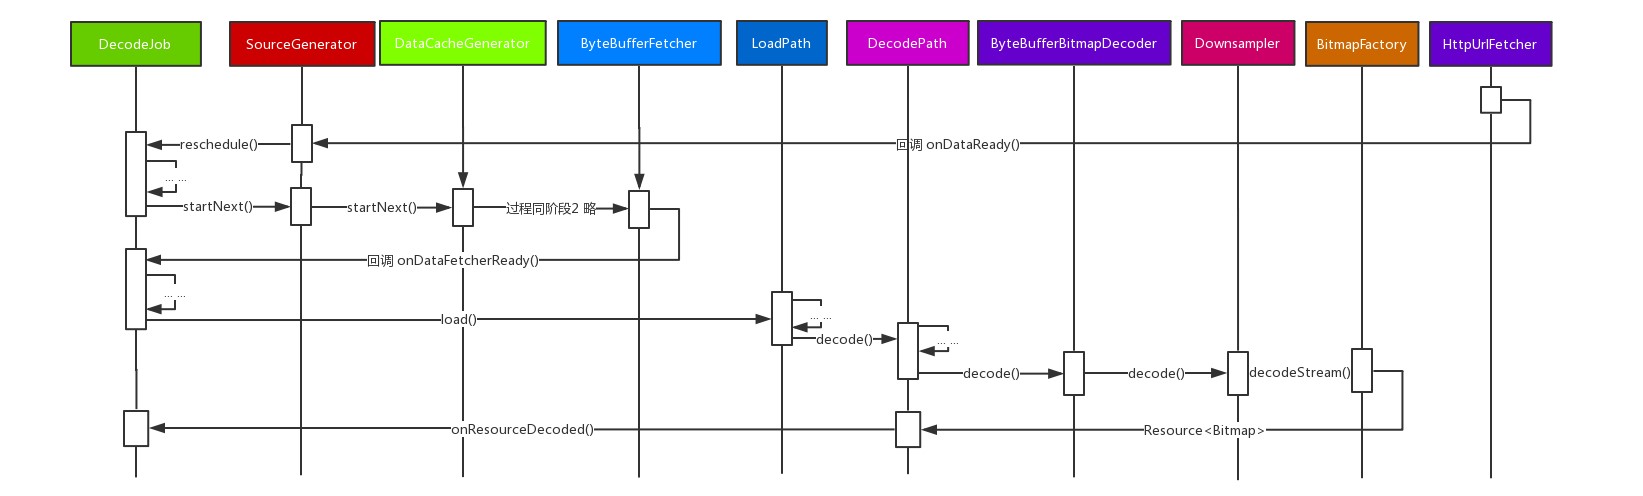 DecodeJob
SourceGenerator
DataCacheGenerator
ByteBufferFetcher
LoadPath
DecodePath
ByteBufferBitmapDecoder
Downsampler
BitmapFactory
HttpUrlFetcher
reschedule()
回调 onDataReady()
... ...
startNext()
startNext()
过程同阶段2 略
回调 onDataFetcherReady()
... ...
load()
... ...
decode()
... ...
decode()
decode()
decodeStream()
onResourceDecoded()
Resource<Bitmap>